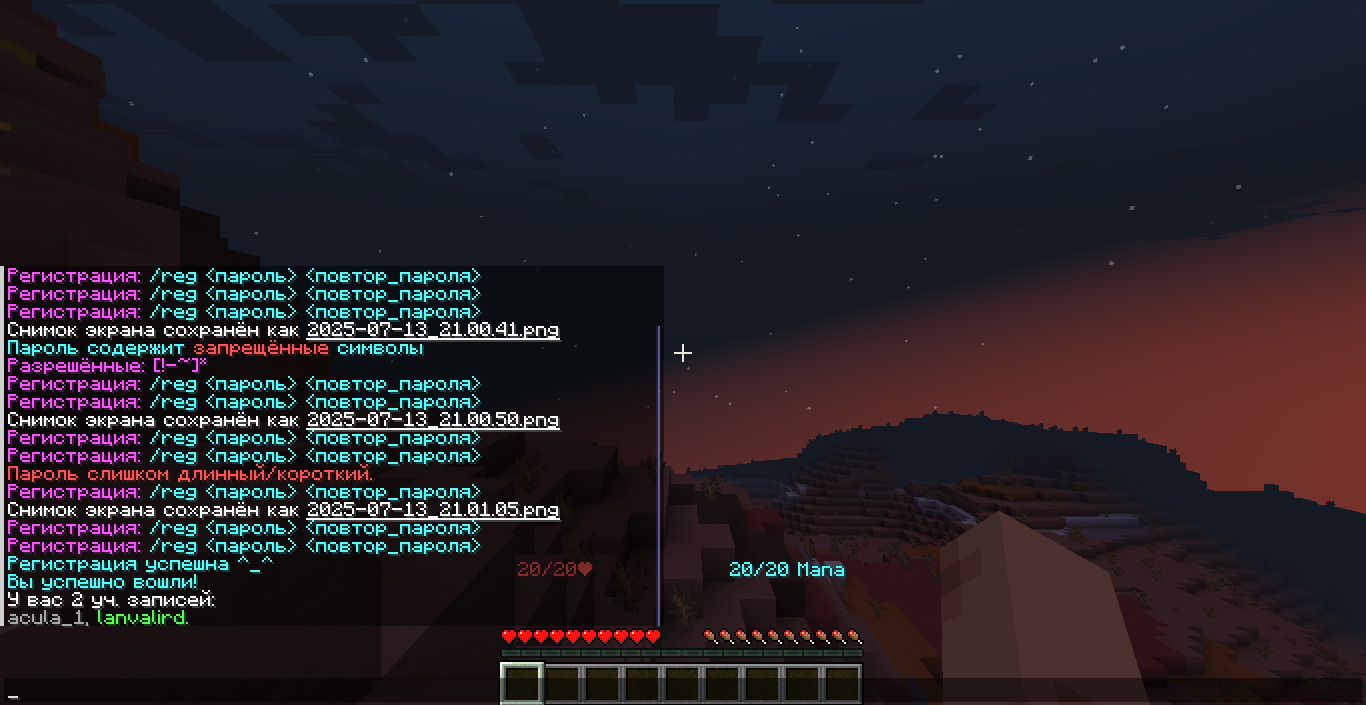 Регистрация: /reg <пароль> <повтор_пароля>
Регистрация: /reg <пароль> <повтор_пароля>
Регистрация: /reg <пароль> <повтор_пароля>
Снимок экрана сохранён как 2025-07-13_21.00.41.png
Пароль содержит запрещённые символы
Разрешённые: [!-~]*
Регистрация: /reg <пароль> <повтор_пароля>
Регистрация: /reg <пароль> <повтор_пароля>
Снимок экрана сохранён как 2025-07-13_21.00.50.png
Регистрация: /reg <пароль> <повтор_пароля>
Регистрация: /reg <пароль> <повтор_пароля>
Пароль слишком длинный/короткий.
Регистрация: /reg <пароль> <повтор_пароля>
Снимок экрана сохранён как 2025-07-13_21.01.05.png
Регистрация: /reg <пароль> <повтор_пароля>
Регистрация: /reg <пароль> <повтор_пароля>
Регистрация успешна ^_^
20/20❤ 20/20 Mana
Вы успешно вошли!
У вас 2 уч. записей:
acula_1, lanvalird.
_